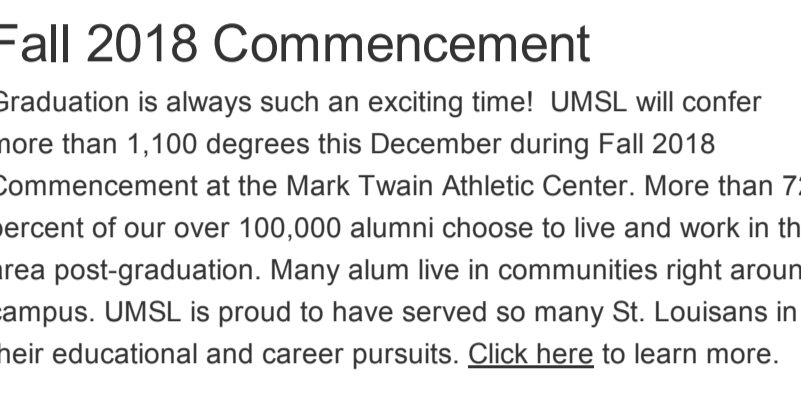 Fall 2018 Commencement
Graduation is always such an exciting time!  UMSL will confer
more than 1,100 degrees this December during Fall 2018
Commencement at the Mark Twain Athletic Center. More than 72
percent of our over 100,000 alumni choose to live and work in th
area post-graduation. Many alum live in communities right aroun
campus. UMSL is proud to have served so many St. Louisans in
their educational and career pursuits. Click here to learn more.